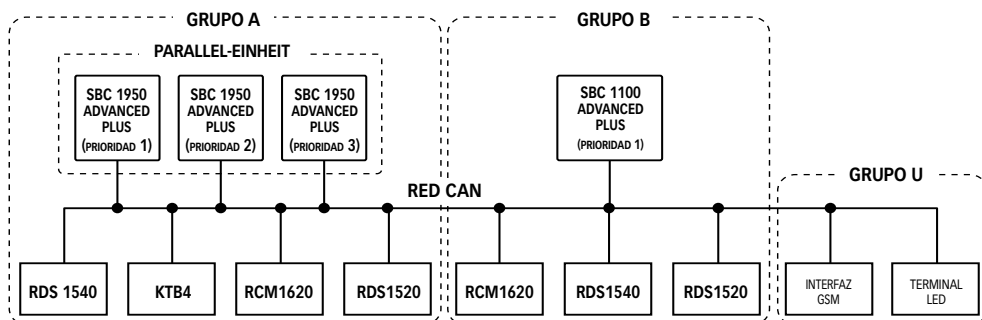 GRUPO A
GRUPO B
PARALLEL-EINHEIT
SBC 1950
ADVANCED
PLUS
(PRIORIDAD 1)
SBC 1950
ADVANCED
PLUS
(PRIORIDAD 2)
SBC 1950
ADVANCED
PLUS
(PRIORIDAD 3)
SBC 1100
ADVANCED
PLUS
(PRIORIDAD 1)
GRUPO U
RED CAN
RDS 1540
KTB4
RCM1620
RDS1520
RCM1620
RDS1540
RDS1520
INTERFAZ
GSM
TERMINAL
LED